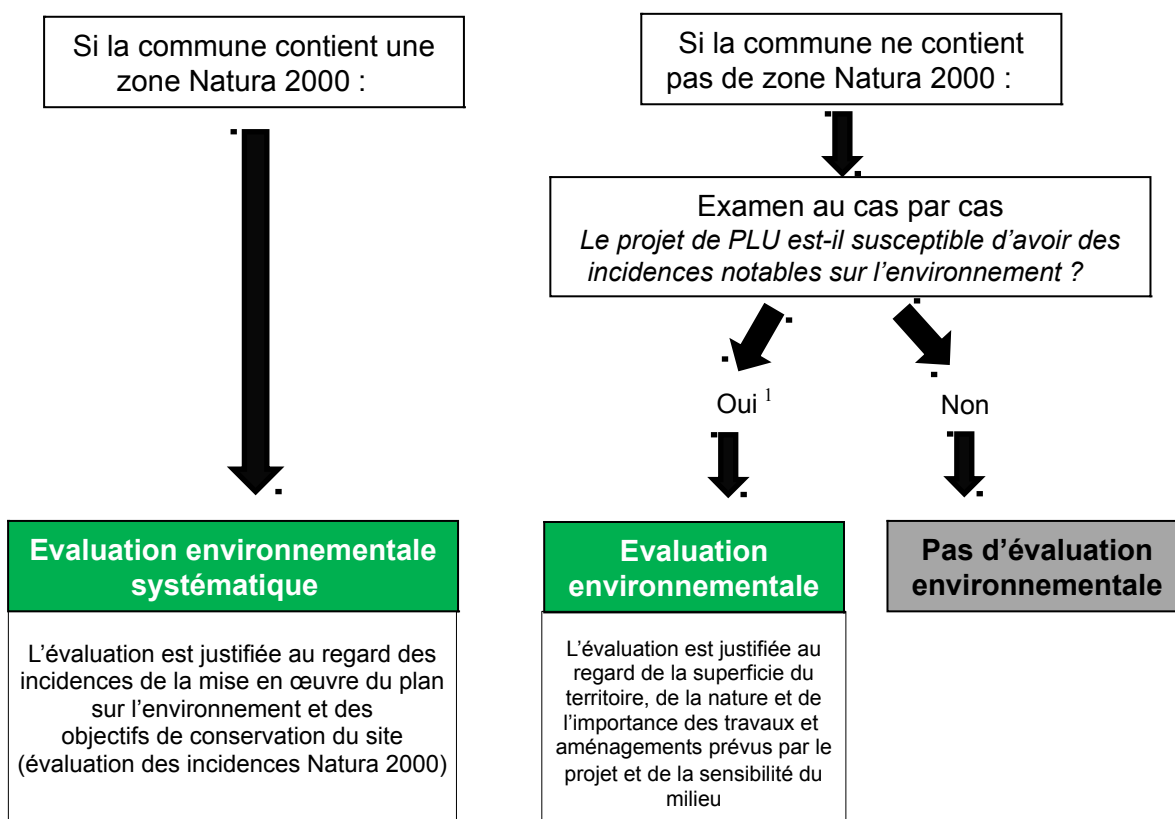 Si la commune contient une
zone Natura 2000 :
Si la commune ne contient
pas de zone Natura 2000 :
Examen au cas par cas
Le projet de PLU est-il susceptible d'avoir des
incidences notables sur l'environnement ?
Oui 1
Non
Evaluation environnementale
systématique
L'évaluation est justifiée au regard des
incidences de la mise en œuvre du plan
sur l'environnement et des
objectifs de conservation du site
(évaluation des incidences Natura 2000)
Evaluation
environnementale
L'évaluation est justifiée au
regard de la superficie du
territoire, de la nature et de
l'importance des travaux et
aménagements prévus par le
projet et de la sensibilité du
milieu
Pas d'évaluation
environnementale